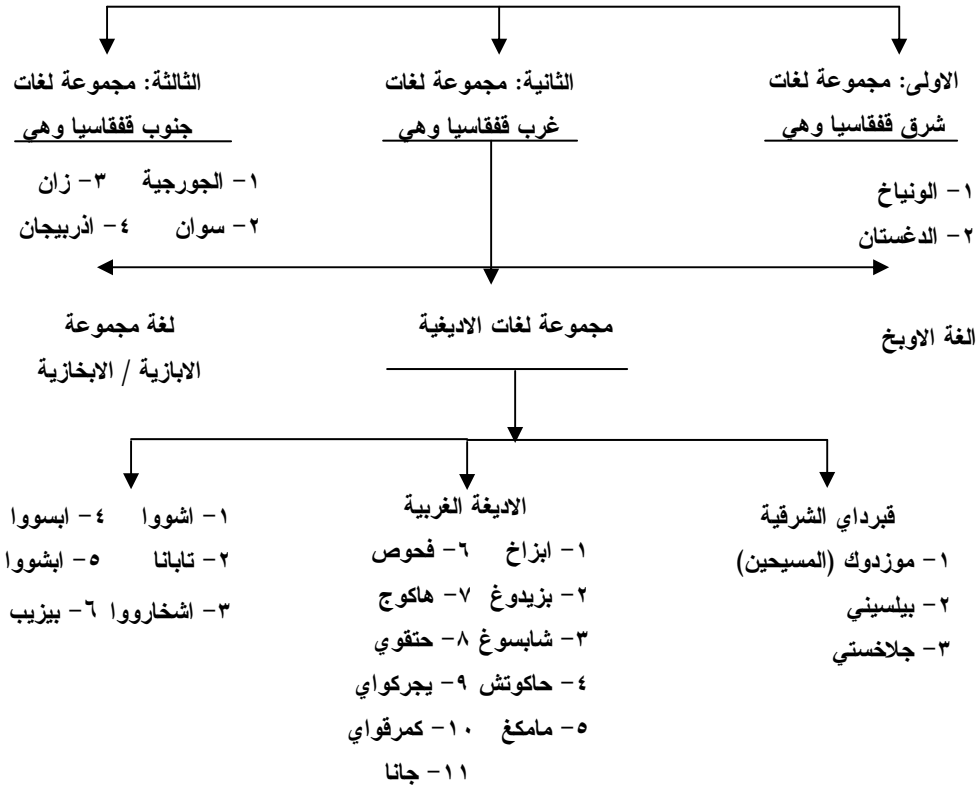 الاولى: مجموعة لغات
شرق قفقاسيا وهي
١- الونياخ
٢- الدغستان
الثانية: مجموعة لغات
غرب قفقاسيا وهي
الثالثة: مجموعة لغات
جنوب قفقاسيا وهي
١- الجورجية ٣- زان
٢- سوان ٤- اذربيجان
الغة الاوبخ
مجموعة لغات الاديغية
لغة مجموعة
الابازية / الابخازية
قبرداي الشرقية
١- موزدوك (المسيحين)
٢- بيلسيني
٣- جلاخستي
الاديغة الغربية
١- ابزاخ ٦- فحوص
٢- بزيدوغ ٧- هاكوج
٣- شابسوغ ٨- حتقوي
٤- حاكوتش ٩- يجركواي
٥- مامكغ ١٠- كمرقواي
١١- جانا
١- اشووا ٤- ابسووا
٢- تابانا ٥- ابشووا
٣- اشخارووا ٦- بيزيب